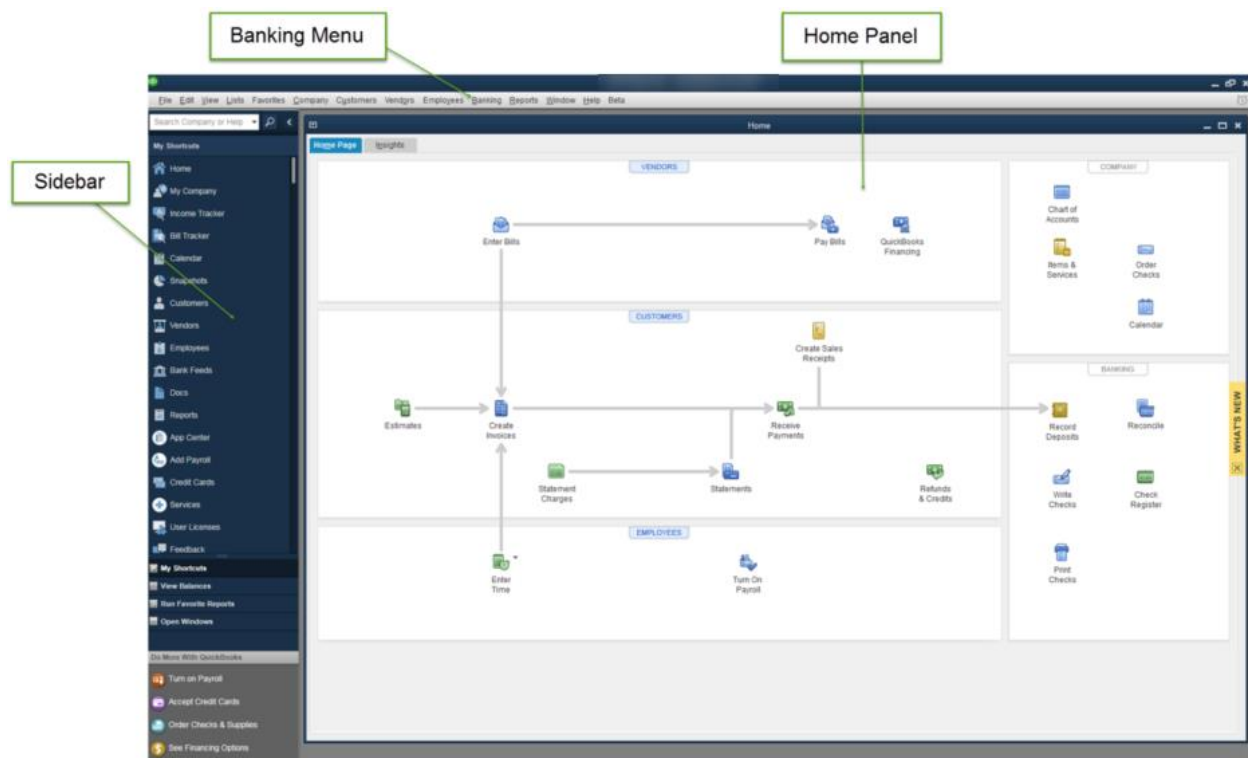 Banking Menu
Home Panel
Sidebar
File Edit View Lists Favorites Company Customers Vendors Employees Banking Reports Window Help Beta
Search Company or Help
Home
My Shortcuts
Home Page Insights
Home
My Company
Income Tracker
Bill Tracker
Calendar
Snapshots
Customers
Vendors
Employees
Bank Feeds
Docs
Reports
App Center
Add Payroll
Credit Cards
Services
User Licenses
Feedback
My Shortcuts
View Balances
Run Favorite Reports
Open Windows
Do More With QuickBooks
Turn on Payroll
Accept Credit Cards
Order Checks & Supplies
See Financing Options
VENDORS
Enter Bills
Pay Bills
QuickBooks
Financing
CUSTOMERS
Create Sales
Receipts
Estimates
Create
Invoices
Receive
Payments
Statement
Charges
Statements
Refunds
& Credits
EMPLOYEES
Enter
Time
Turn On
Payroll
COMPANY
Chart of
Accounts
Items &
Services
Order
Checks
Calendar
BANKING
Record
Deposits
Reconcile
Write
Checks
Check
Register
Print
Checks
WHAT'S NEW